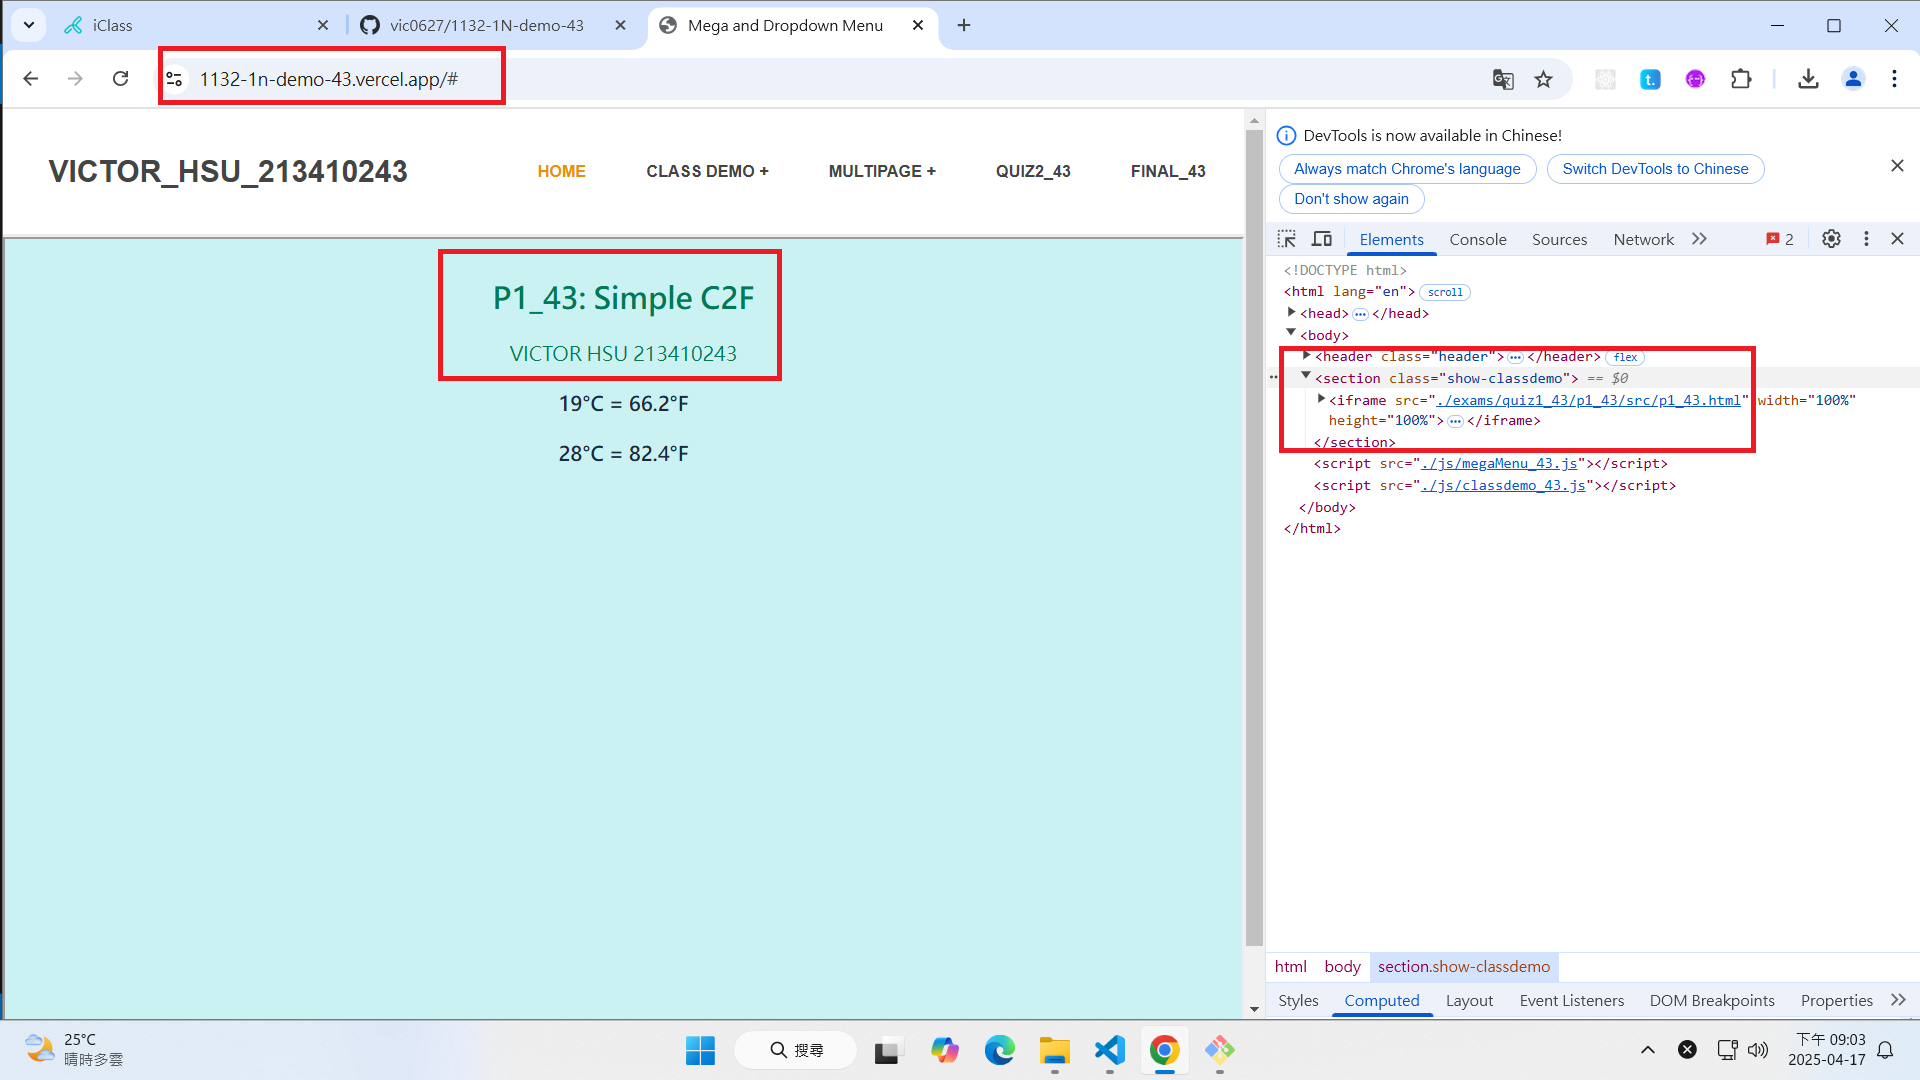 iClass
vic0627/1132-1N-demo-43
Mega and Dropdown Menu
1132-1n-demo-43.vercel.app/#
VICTOR_HSU_213410243
HOME
CLASS DEMO +
MULTIPAGE +
QUIZ2_43
FINAL_43
P1_43: Simple C2F
VICTOR HSU 213410243
19°C = 66.2°F
28°C = 82.4°F
DevTools is now available in Chinese!
Always match Chrome's language
Switch DevTools to Chinese
Don't show again
Elements
Console
Sources
Network
2
<!DOCTYPE html>
<html lang="en"> scroll
<head> </head>
<body>
<header class="header"> </header> flex
<section class="show-classdemo"> == $0
<iframe src="./exams/quiz1_43/p1_43/src/p1_43.html" width="100%"
height="100%"> </iframe>
</section>
<script src="./js/megaMenu_43.js"></script>
<script src="./js/classdemo_43.js"></script>
</body>
</html>
html
body
section.show-classdemo
Styles
Computed
Layout
Event Listeners
DOM Breakpoints
Properties
25°C
晴時多雲
搜尋
下午 09:03
2025-04-17